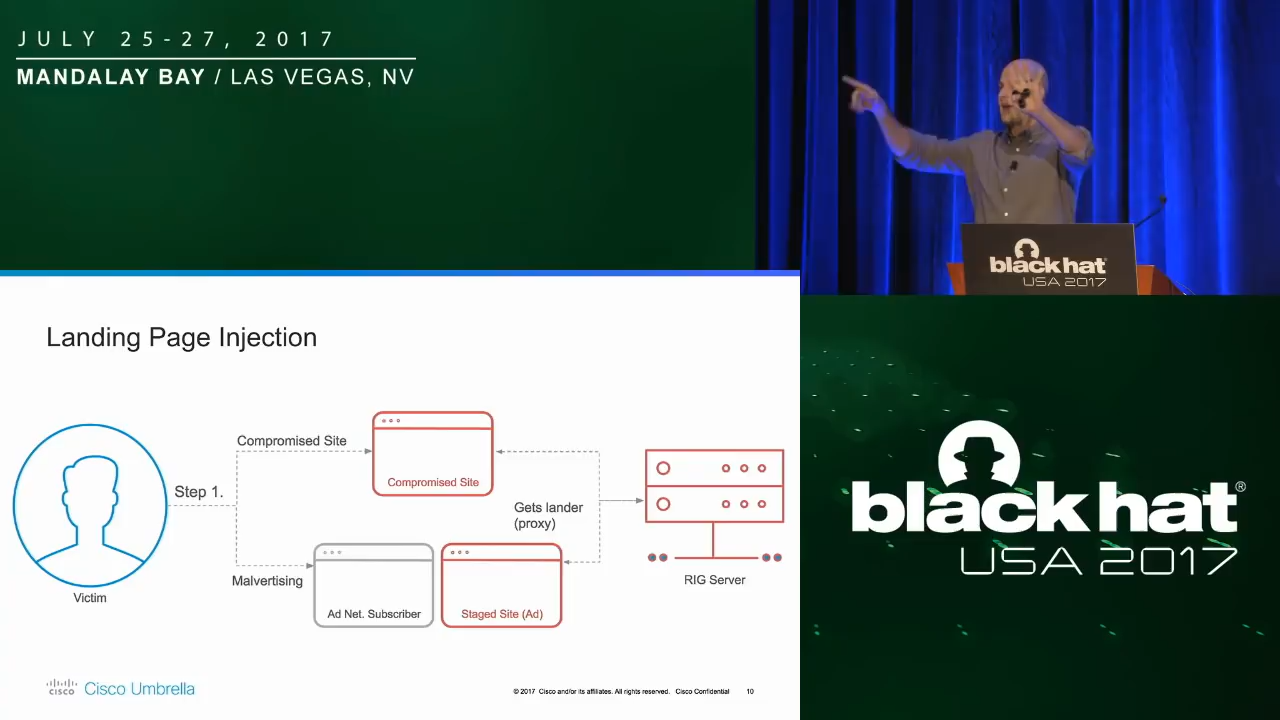 JULY 25-27, 2017
MANDALAY BAY / LAS VEGAS, NV
black hat
USA 2017
Landing Page Injection
Compromised Site
Compromised Site
Step 1.
Gets lander
(proxy)
Malvertising
Ad Net. Subscriber
Staged Site (Ad)
RIG Server
Victim
CISCO Cisco Umbrella
© 2017 Cisco and/or its affiliates. All rights reserved. Cisco Confidential 10
black hat®
USA 2017